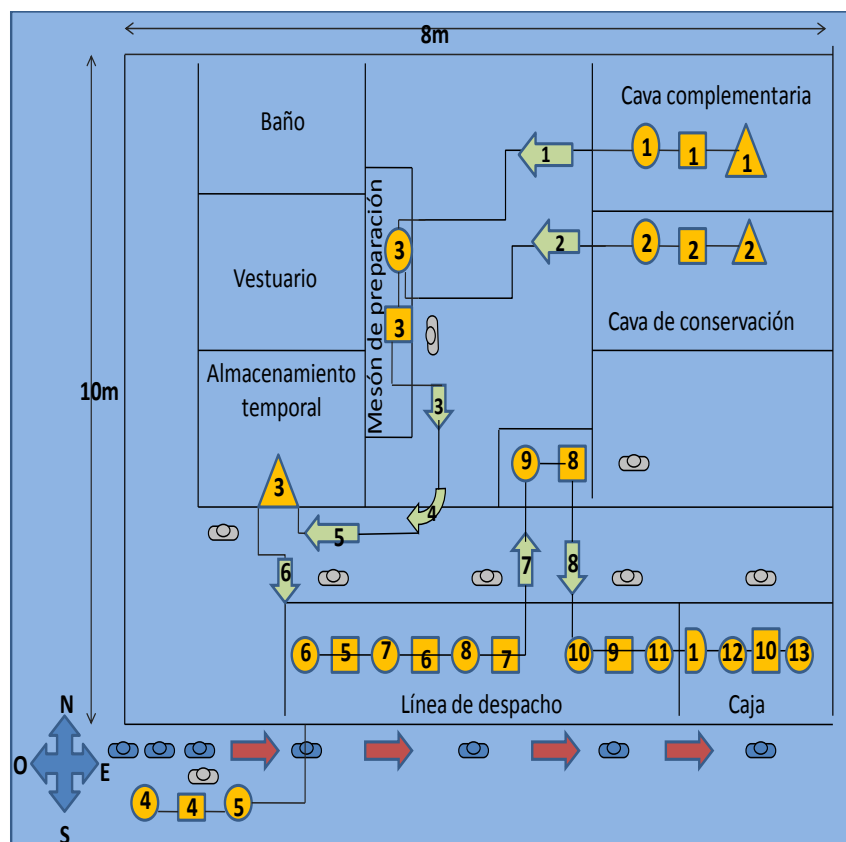 8m
Cava complementaria
Baño
1
1
1
1
2
2
2
2
3
Mesón de preparación
Vestuario
3
Cava de conservación
Almacenamiento
temporal
10m
3
9
8
3
4
5
7
8
6
6
5
7
6
8
7
10
9
11
1
12
10
13
Línea de despacho
Caja
N
O
E
S
4
4
5